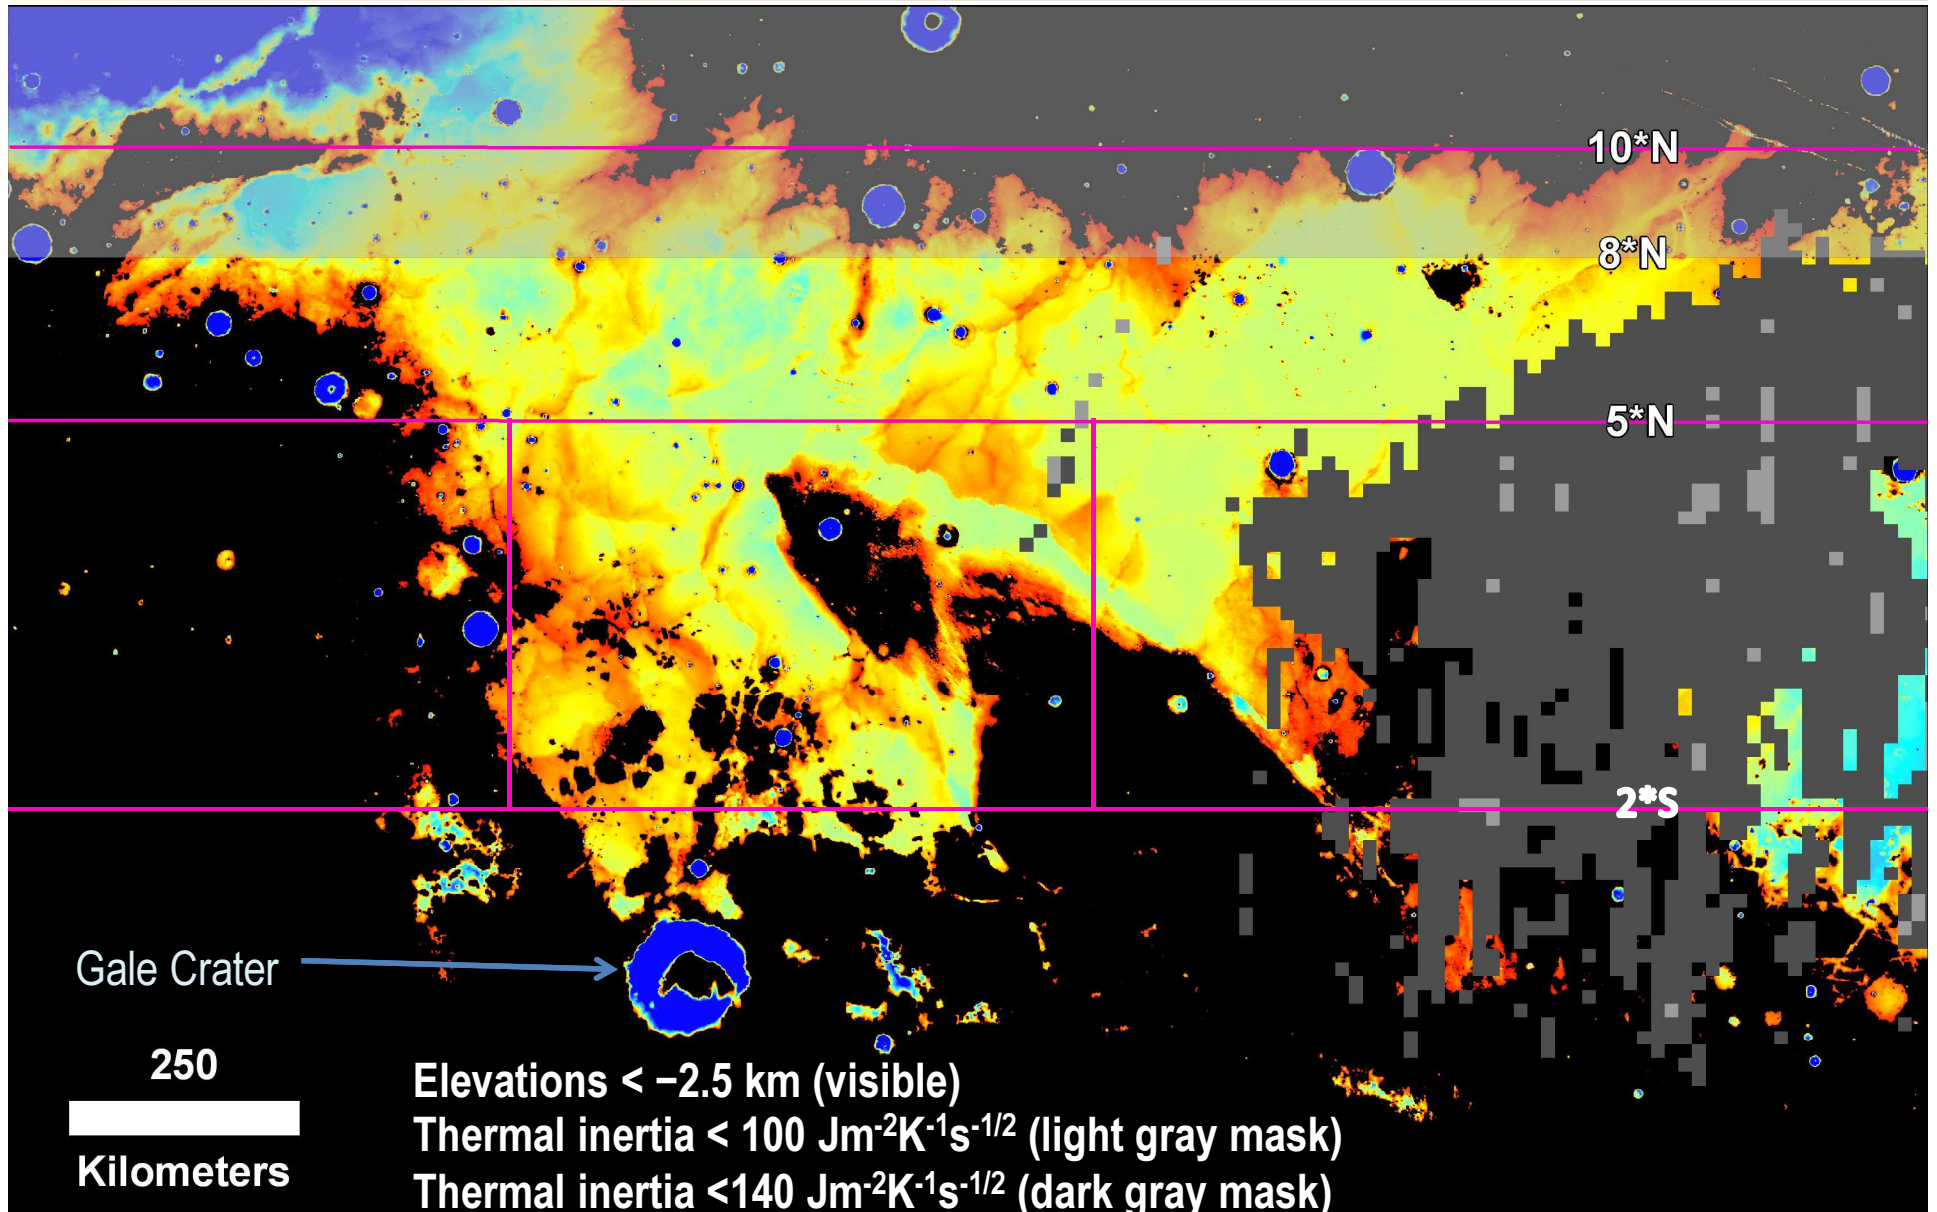 10*N
8*N
5*N
2*S
Gale Crater
250
Kilometers
Elevations < −2.5 km (visible)
Thermal inertia < 100 Jm⁻²K⁻¹s⁻¹/² (light gray mask)
Thermal inertia <140 Jm⁻²K⁻¹s⁻¹/² (dark gray mask)